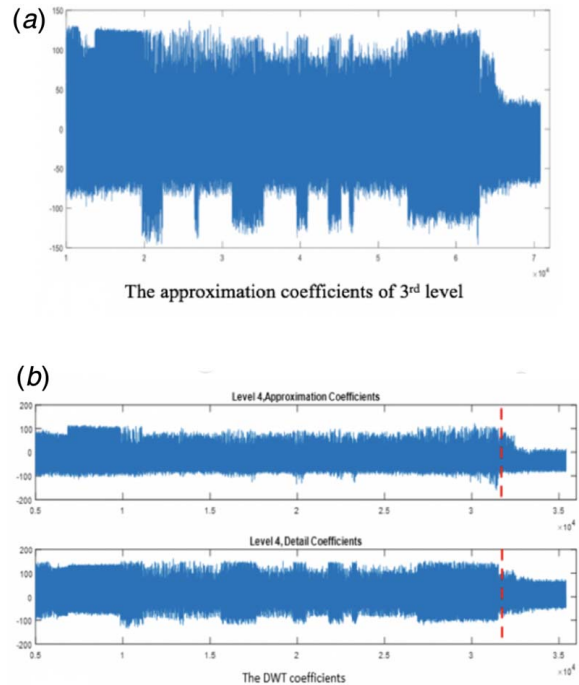 (a)
150
100
50
0
-50
-100
-150
1 2 3 4 5 6 7
×10⁴
The approximation coefficients of 3rd level
(b)
Level 4,Approximation Coefficients
200
100
0
-100
-200
0.5 1 1.5 2 2.5 3 3.5
×10⁴
Level 4, Detail Coefficients
200
150
0
-100
200
0.5 1 1.5 2 2.5 3 3.5
×10⁴
The DWT coefficients